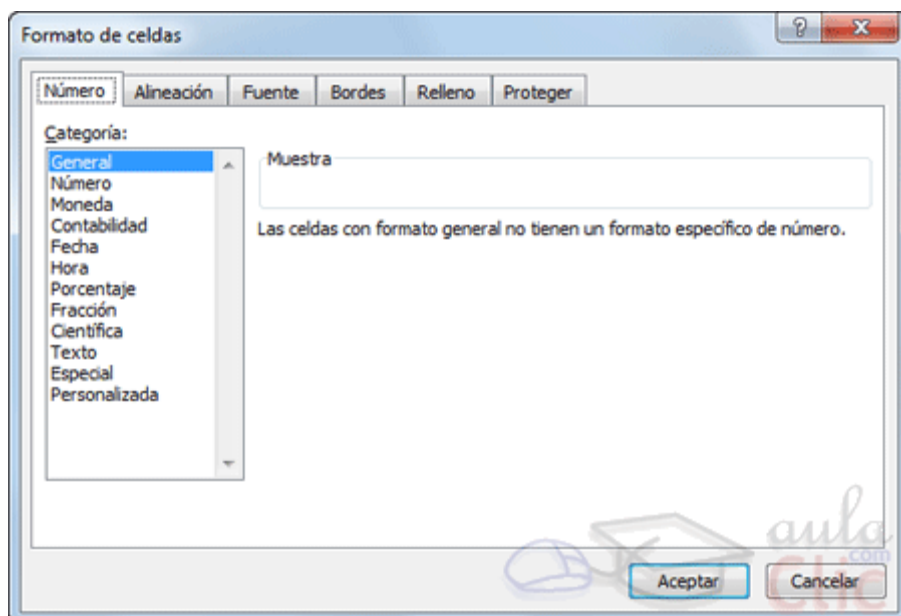 Formato de celdas
Número Alineación Fuente Bordes Relleno Proteger
Categoría:
General
Número
Moneda
Contabilidad
Fecha
Hora
Porcentaje
Fracción
Científica
Texto
Especial
Personalizada
Muestra
Las celdas con formato general no tienen un formato específico de número.
aula
.com
Clic
Aceptar Cancelar